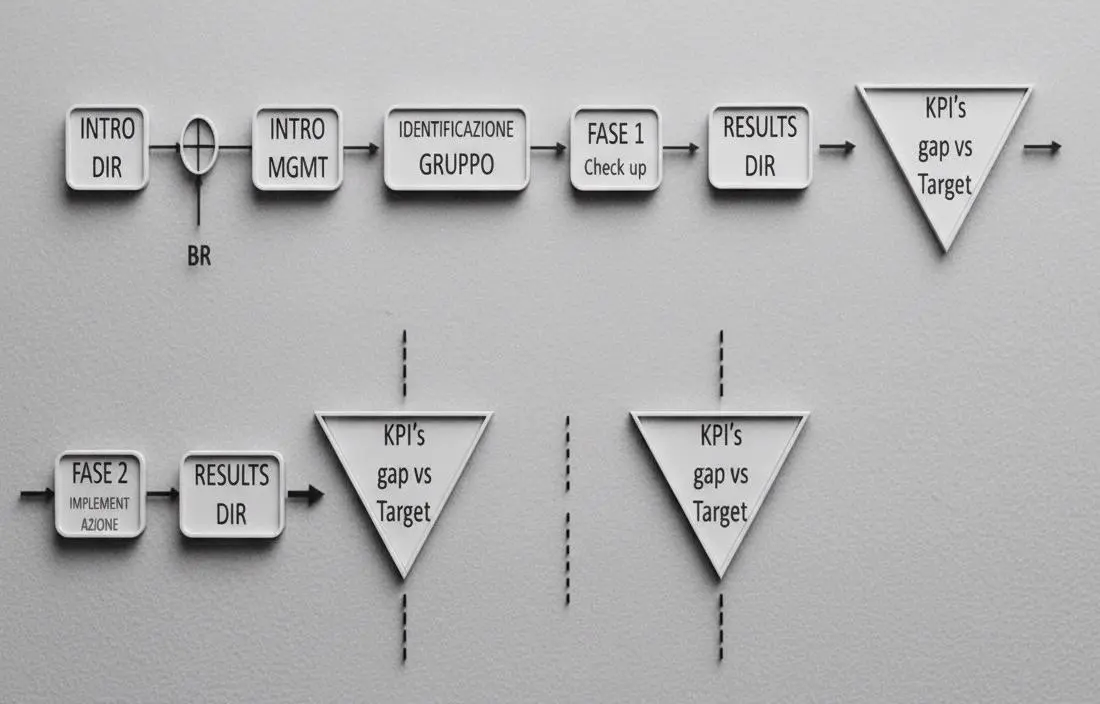 INTRO
DIR
INTRO
MGMT
IDENTIFICAZIONE
GRUPPO
FASE 1
Check up
RESULTS
DIR
KPI's
gap vs
Target
BR
FASE 2
IMPLEMENT
AZIONE
RESULTS
DIR
KPI's
gap vs
Target
KPI's
gap vs
Target